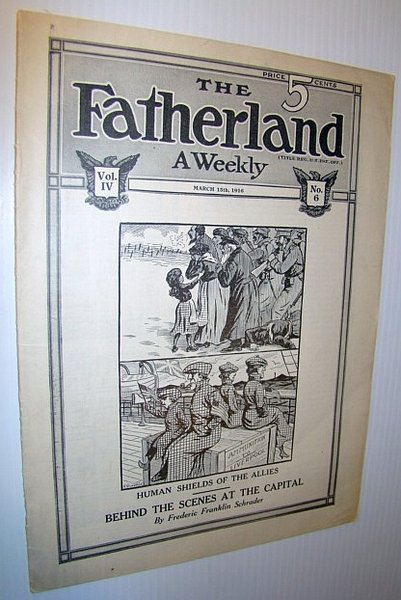 PRICE 5 CENTS
THE
Fatherland
A Weekly
(TITLE REG. U.S. PAT. OFF.)
Vol. IV
MARCH 15th, 1916
No. 6
AMMUNITION
FOR
LIVERPOOL
HUMAN SHIELDS OF THE ALLIES
BEHIND THE SCENES AT THE CAPITAL
By Frederic Franklin Schrader